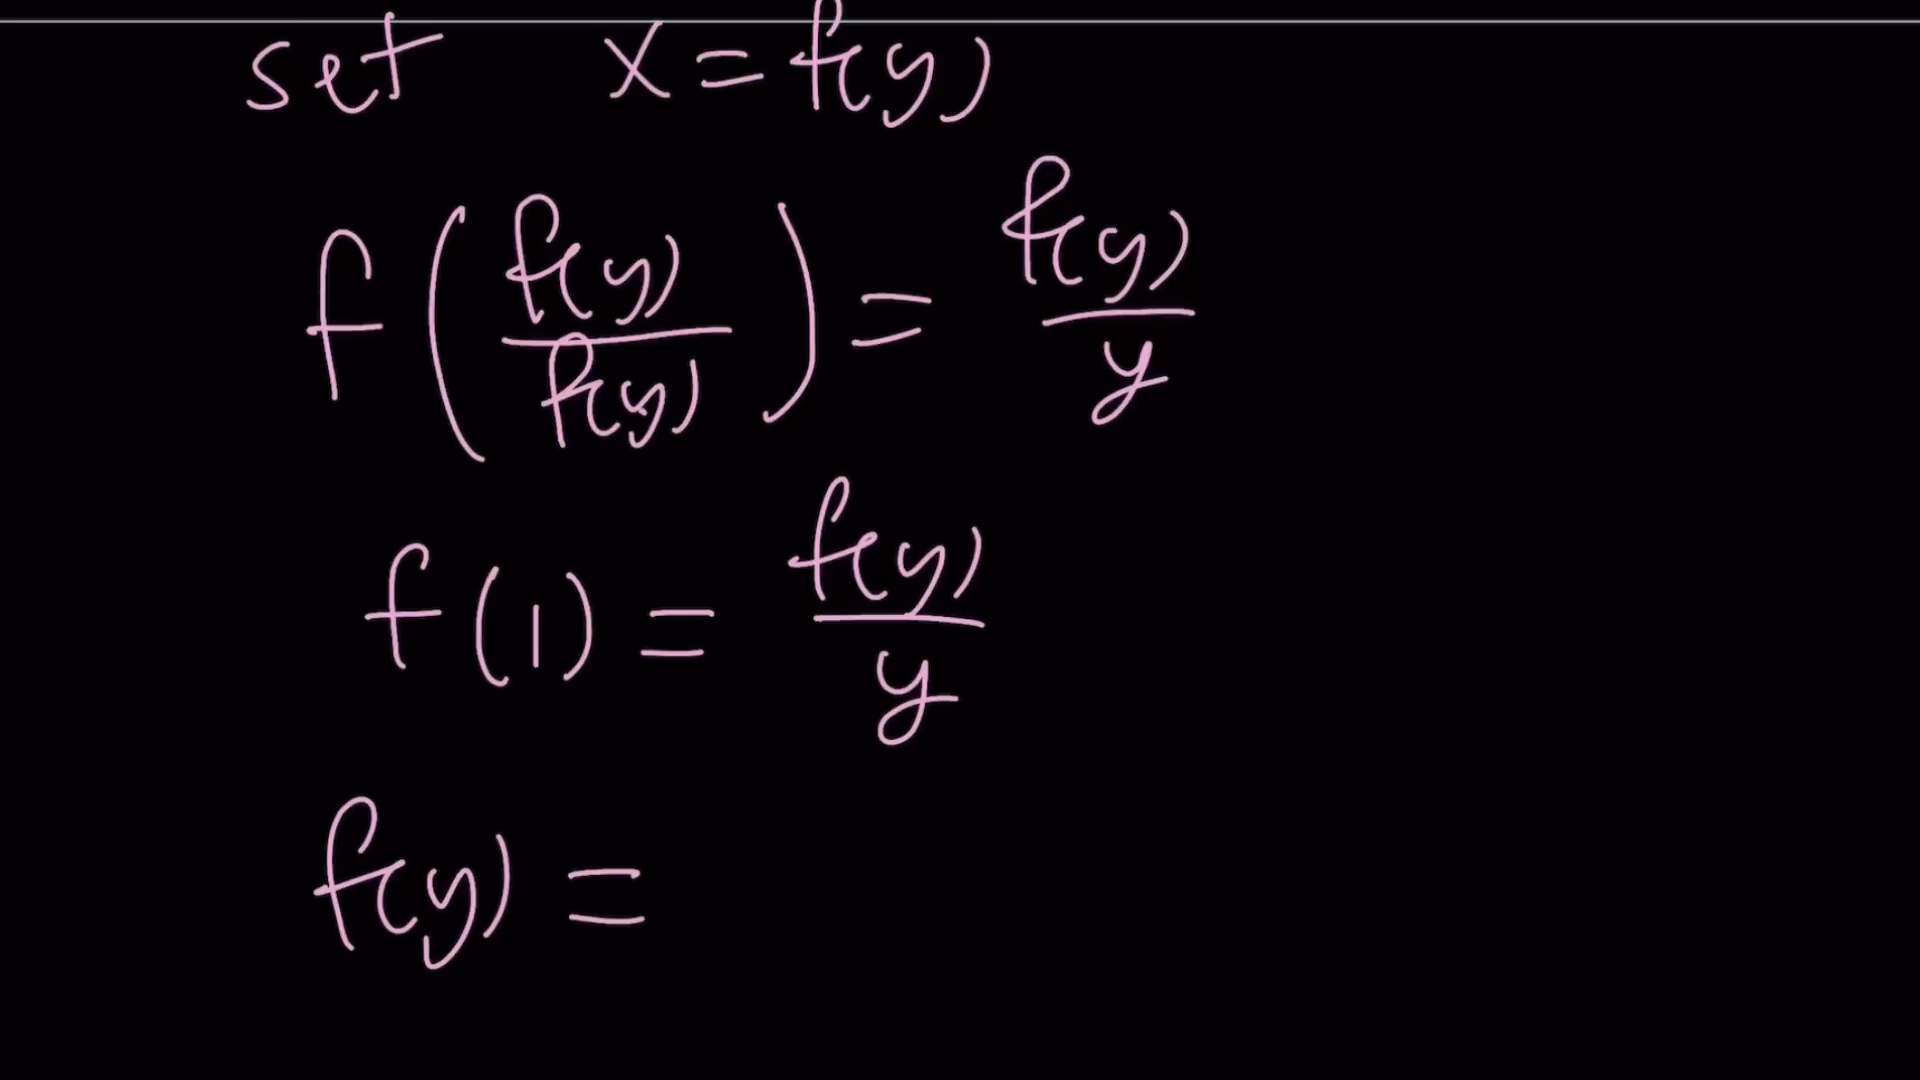 set x = f(y)
f(f(y)/f(y)) = f(y)/y
f(1) = f(y)/y
f(y) =